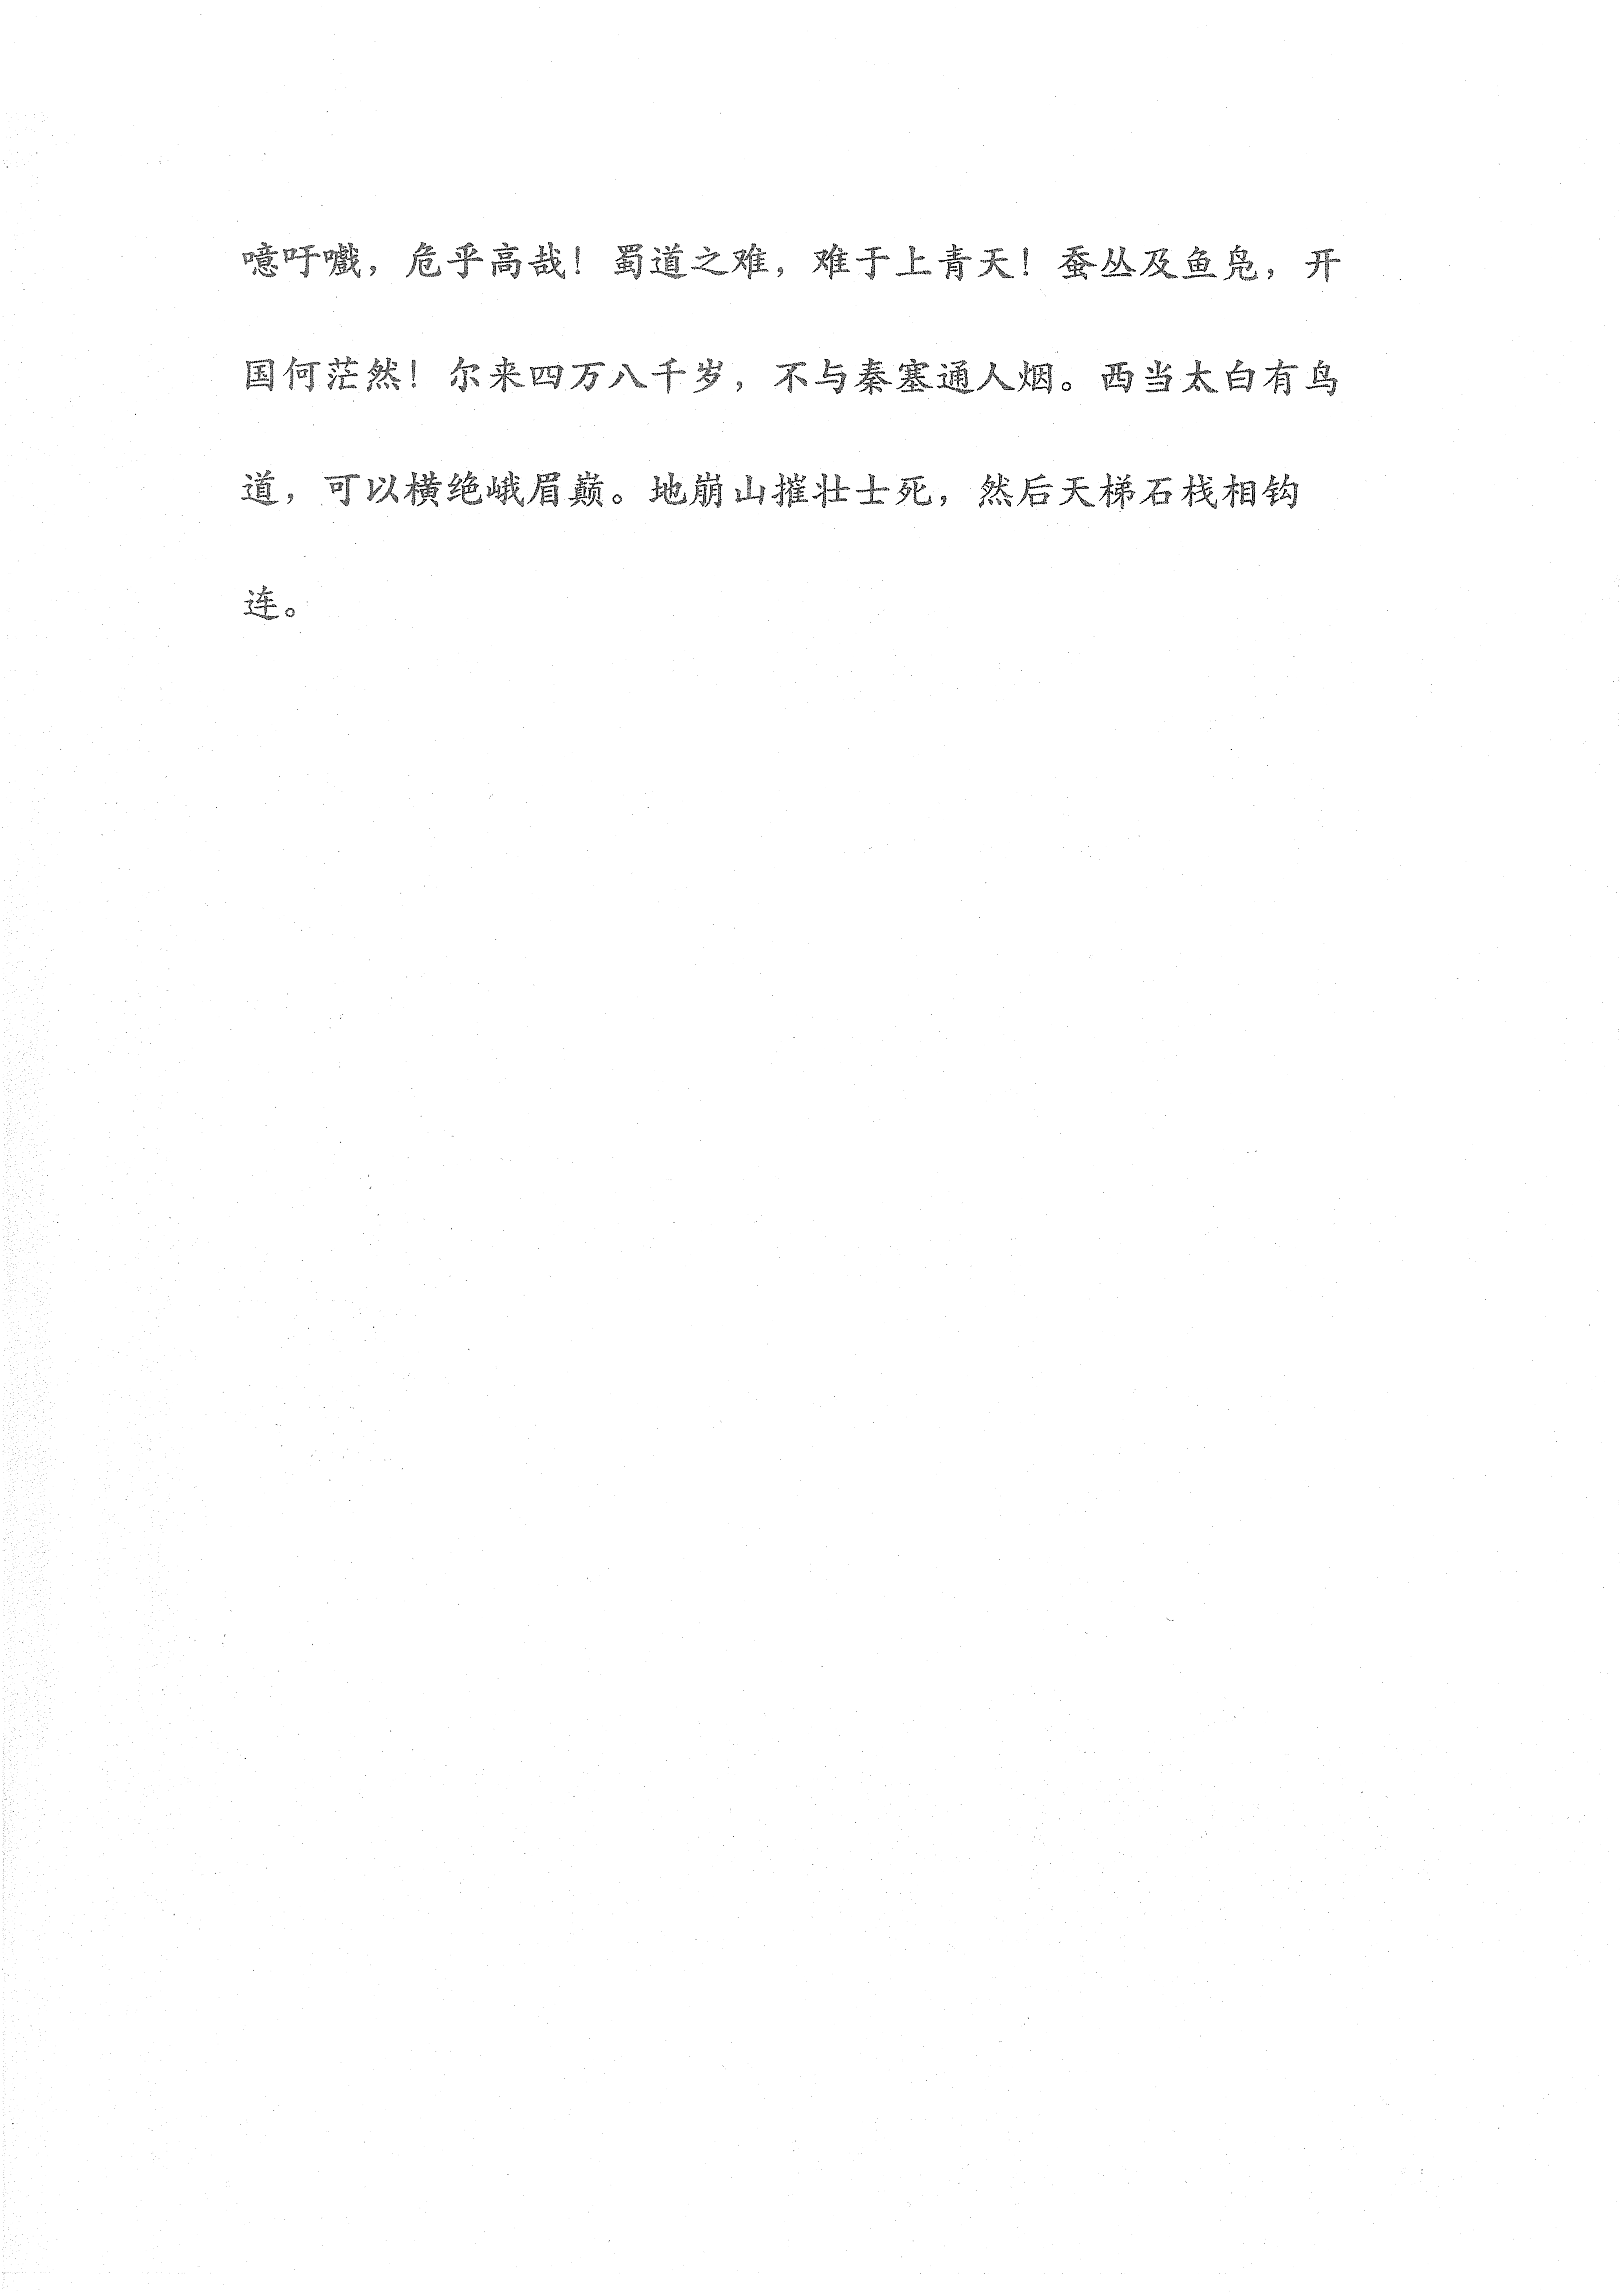 噫吁嚱，危乎高哉！蜀道之难，难于上青天！蚕丛及鱼凫，开
国何茫然！尔来四万八千岁，不与秦塞通人烟。西当太白有鸟
道，可以横绝峨眉巅。地崩山摧壮士死，然后天梯石栈相钩
连。